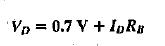 V_D = 0.7 V + I_D R_B